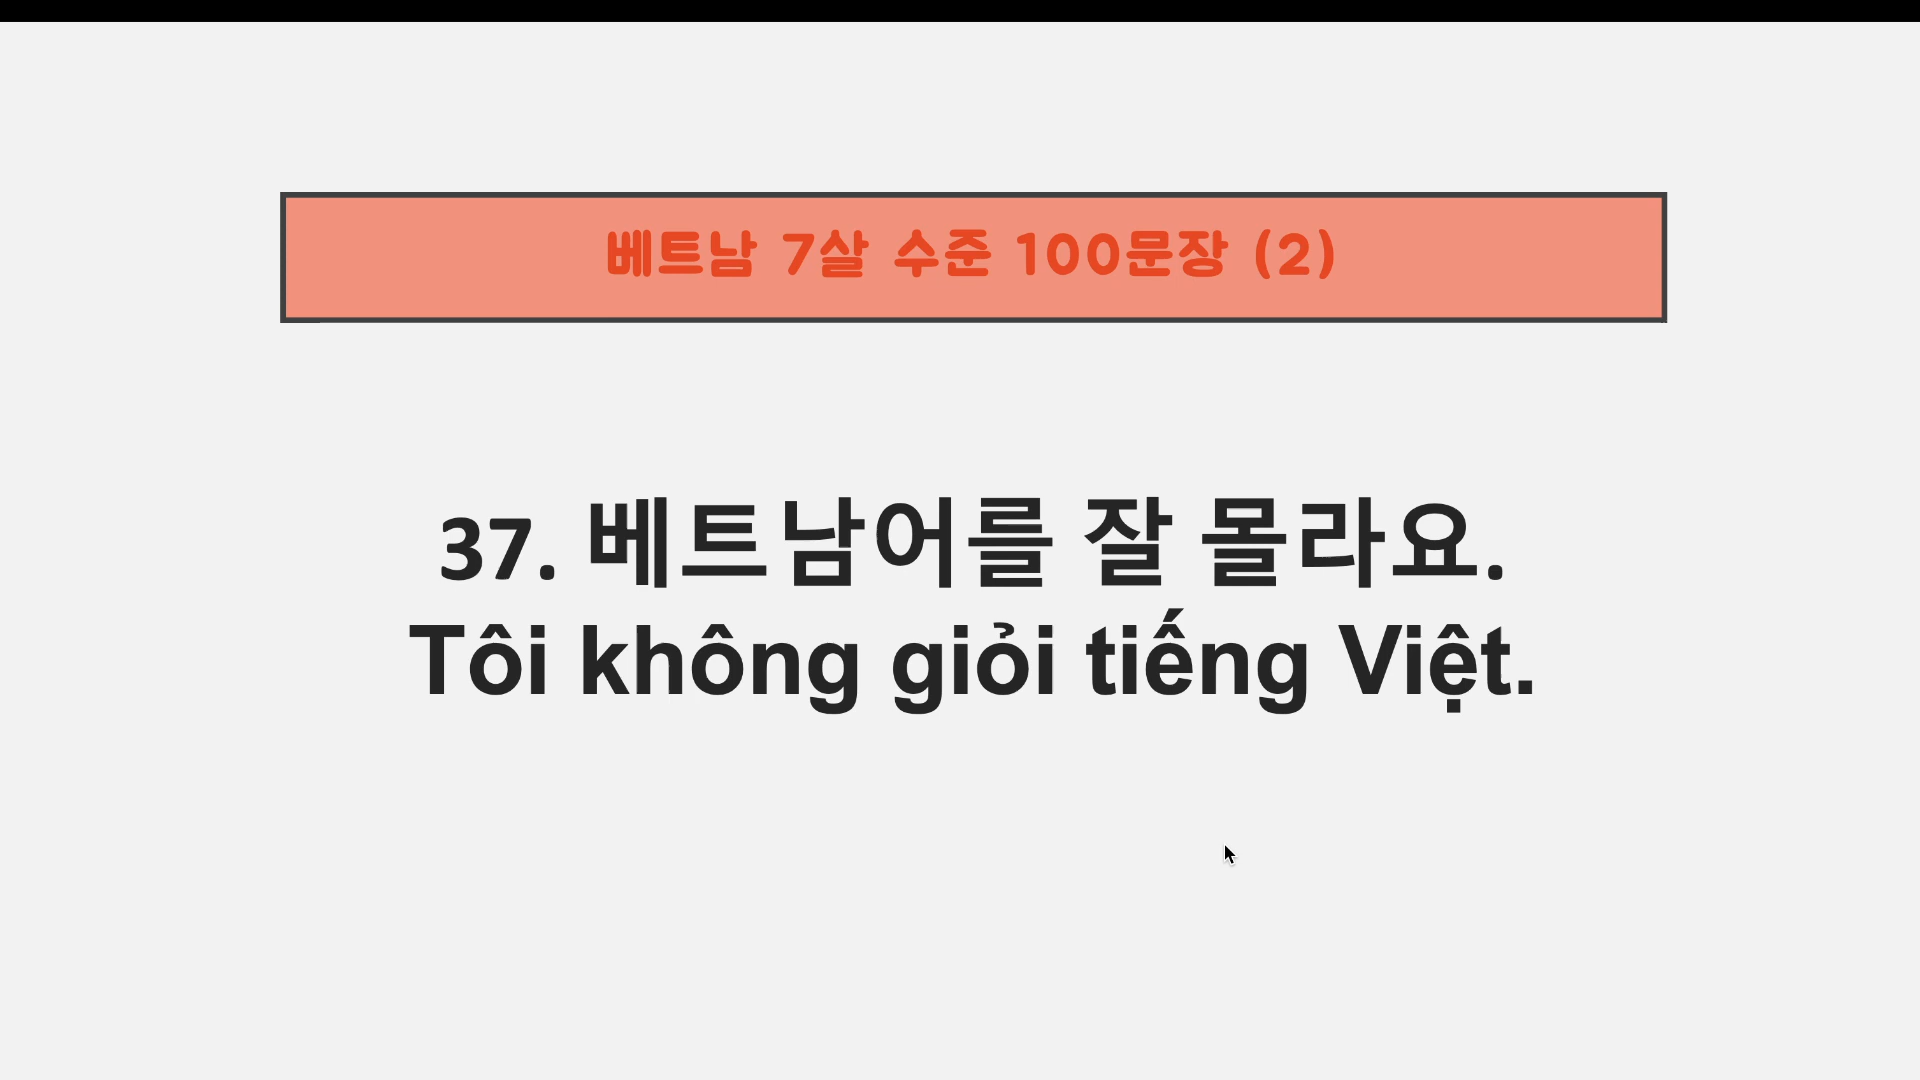 베트남 7살 수준 100문장 (2)
37. 베트남어를 잘 몰라요.
Tôi không giỏi tiếng Việt.